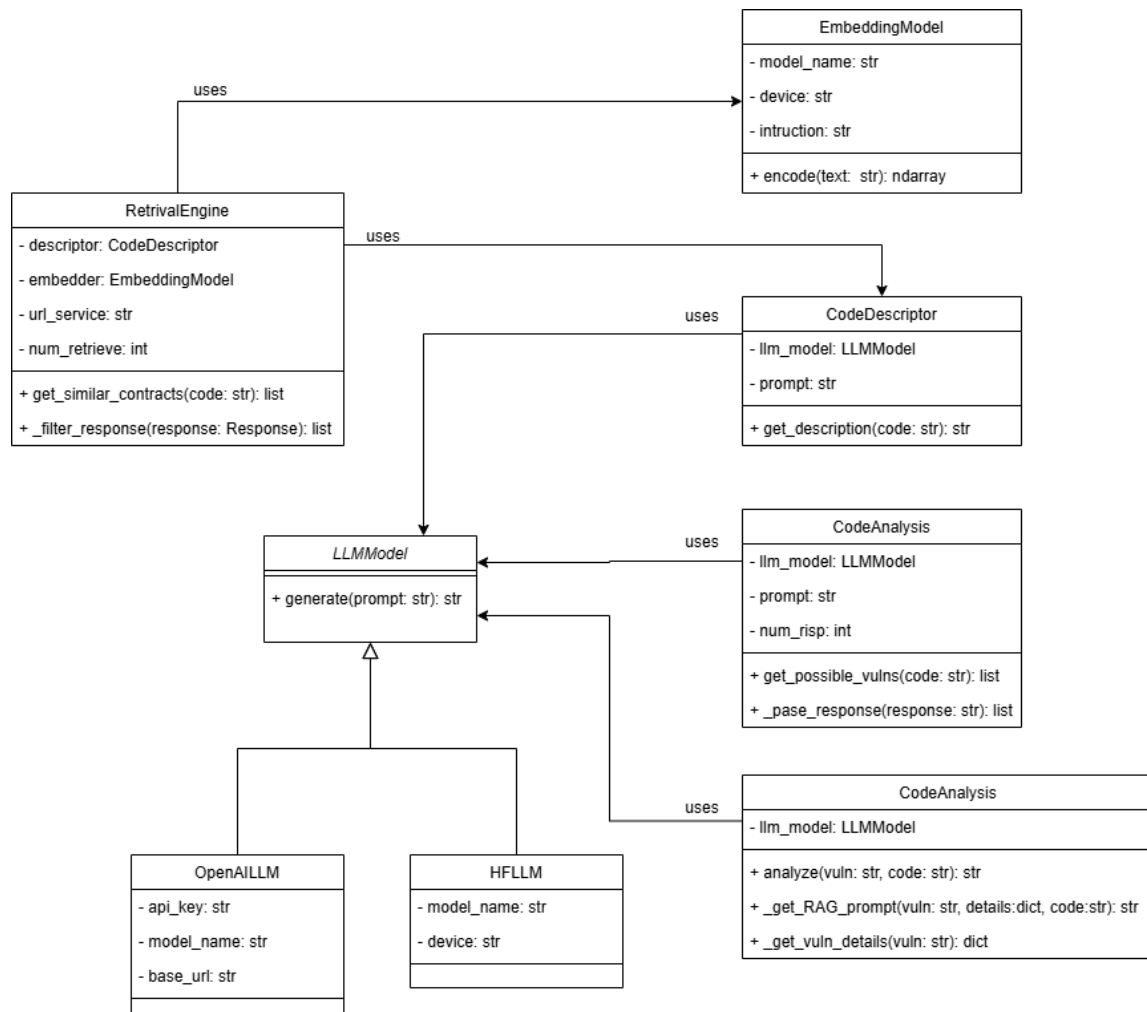 EmbeddingModel
- model_name: str
- device: str
- intruction: str
+ encode(text: str): ndarray
uses
RetrivalEngine
- descriptor: CodeDescriptor
- embedder: EmbeddingModel
- url_service: str
- num_retrieve: int
+ get_similar_contracts(code: str): list
+ _filter_response(response: Response): list
uses
CodeDescriptor
- llm_model: LLMModel
- prompt: str
+ get_description(code: str): str
uses
LLMModel
+ generate(prompt: str): str
CodeAnalysis
- llm_model: LLMModel
- prompt: str
- num_risp: int
+ get_possible_vulns(code: str): list
+ _pase_response(response: str): list
uses
CodeAnalysis
- llm_model: LLMModel
+ analyze(vuln: str, code: str): str
+ _get_RAG_prompt(vuln: str, details:dict, code:str): str
+ _get_vuln_details(vuln: str): dict
uses
OpenAILLM
- api_key: str
- model_name: str
- base_url: str
HFLLM
- model_name: str
- device: str